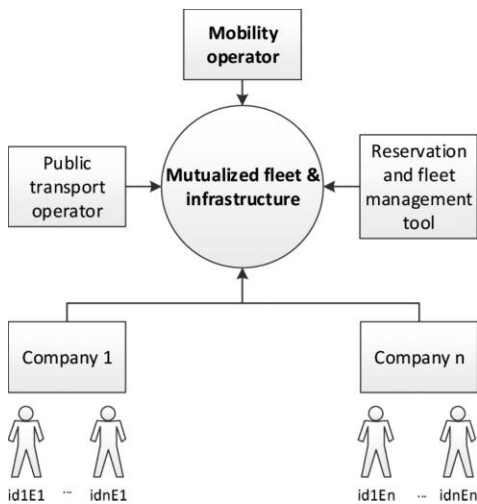 Mobility
operator
Public
transport
operator
Mutualized fleet &
infrastructure
Reservation
and fleet
management
tool
Company 1
Company n
id1E1 ... idnE1
id1En ... idnEn